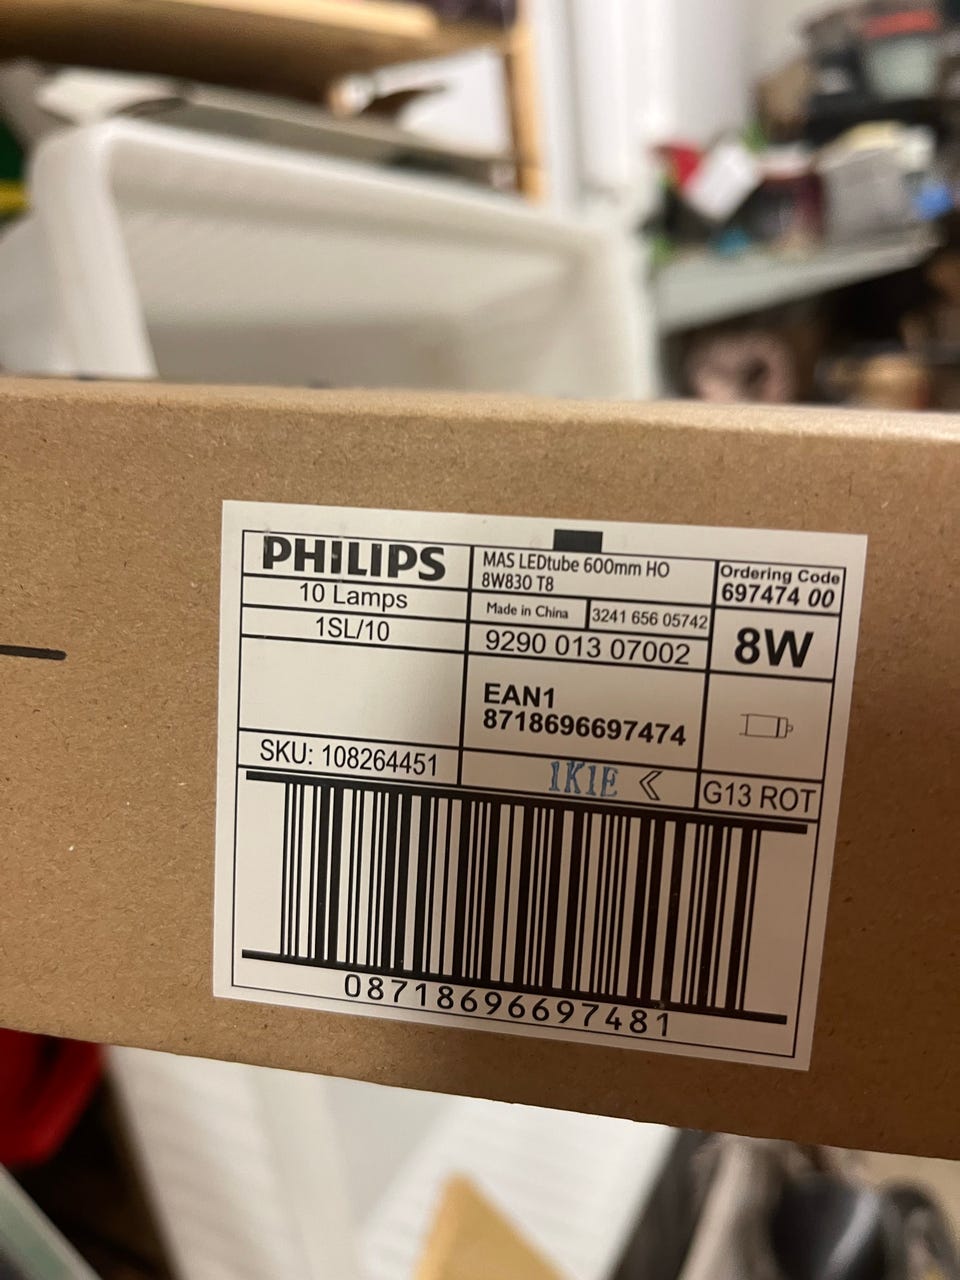 PHILIPS
10 Lamps
1SL/10
MAS LEDtube 600mm HO
8W830 T8
Made in China
3241 656 05742
9290 013 07002
Ordering Code
697474 00
8W
EAN1
8718696697474
SKU: 108264451
1K1E
G13 ROT
08718696697481